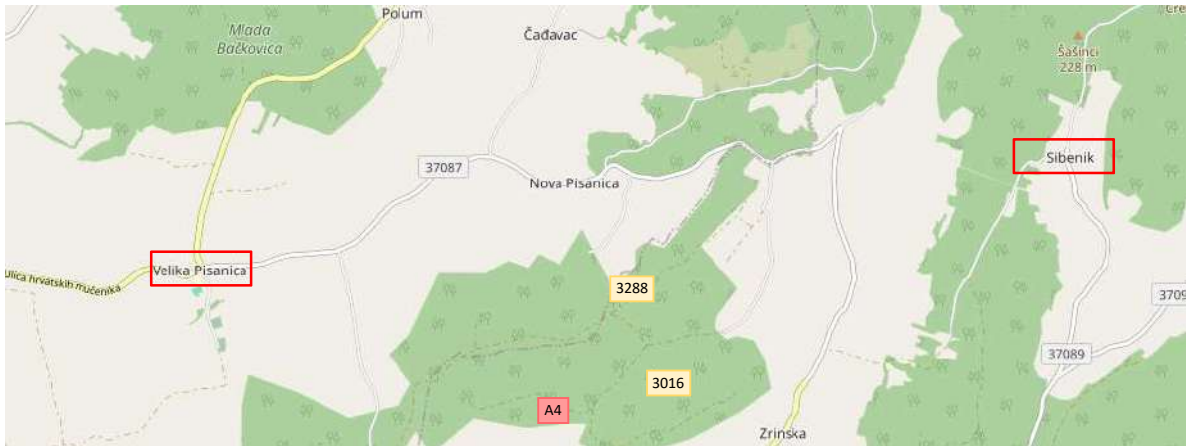 Polum
Mlada
Bačkovica
Čađavac
Cre
Šašinci
228 m
37087
Nova Pisanica
Sibenik
Velika Pisanica
Ulica hrvatskih mučenika
3288
3709
37089
3016
A4
Zrinska